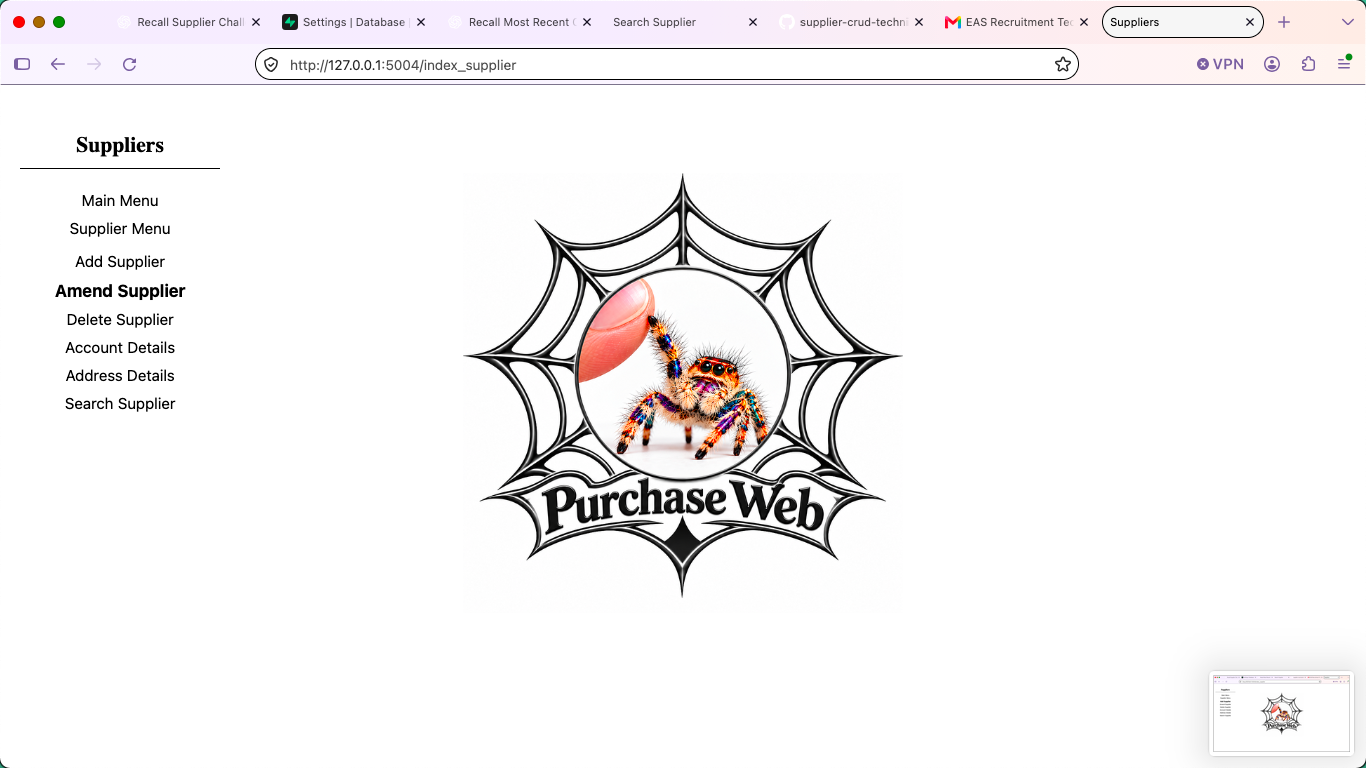 Recall Supplier Chall
Settings | Database
Recall Most Recent
Search Supplier
supplier-crud-techni
EAS Recruitment Tec
Suppliers
http://127.0.0.1:5004/index_supplier
VPN
Suppliers
Main Menu
Supplier Menu
Add Supplier
Amend Supplier
Delete Supplier
Account Details
Address Details
Search Supplier
Purchase Web